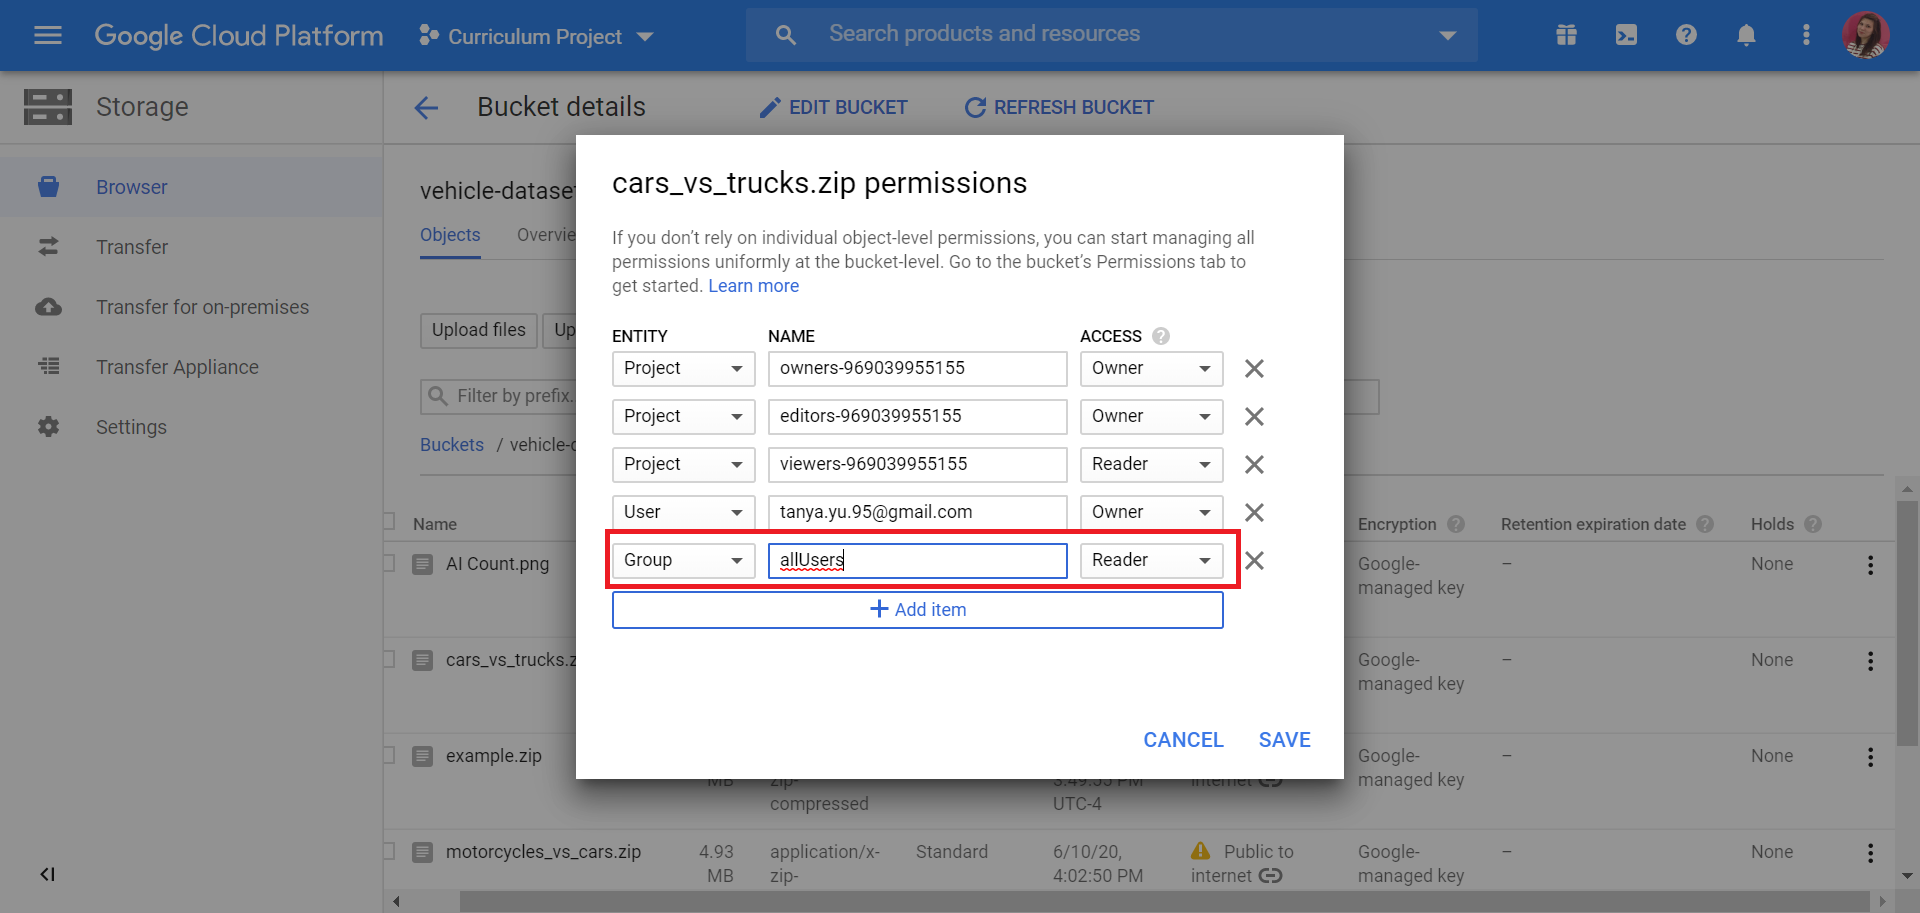 Google Cloud Platform
Curriculum Project
Search products and resources
Storage
Bucket details
EDIT BUCKET
REFRESH BUCKET
Browser
Transfer
Transfer for on-premises
Transfer Appliance
Settings
vehicle-dataset
Objects
Overvie
Upload files
Up
Filter by prefix.
Buckets / vehicle-d
cars_vs_trucks.zip permissions
If you don’t rely on individual object-level permissions, you can start managing all
permissions uniformly at the bucket-level. Go to the bucket’s Permissions tab to
get started. Learn more
ENTITY NAME ACCESS ?
Project owners-969039955155 Owner
Project editors-969039955155 Owner
Project viewers-969039955155 Reader
User tanya.yu.95@gmail.com Owner
Group allUsers Reader
+ Add item
CANCEL SAVE
Name Encryption ? Retention expiration date ? Holds ?
AI Count.png Google- – None
managed key
cars_vs_trucks.z Google- – None
managed key
example.zip Google- – None
MB zip- 3:49:55 PM internet managed key
compressed UTC-4
motorcycles_vs_cars.zip 4.93 application/x- Standard 6/10/20, Public to Google- – None
MB zip- 4:02:50 PM internet managed key